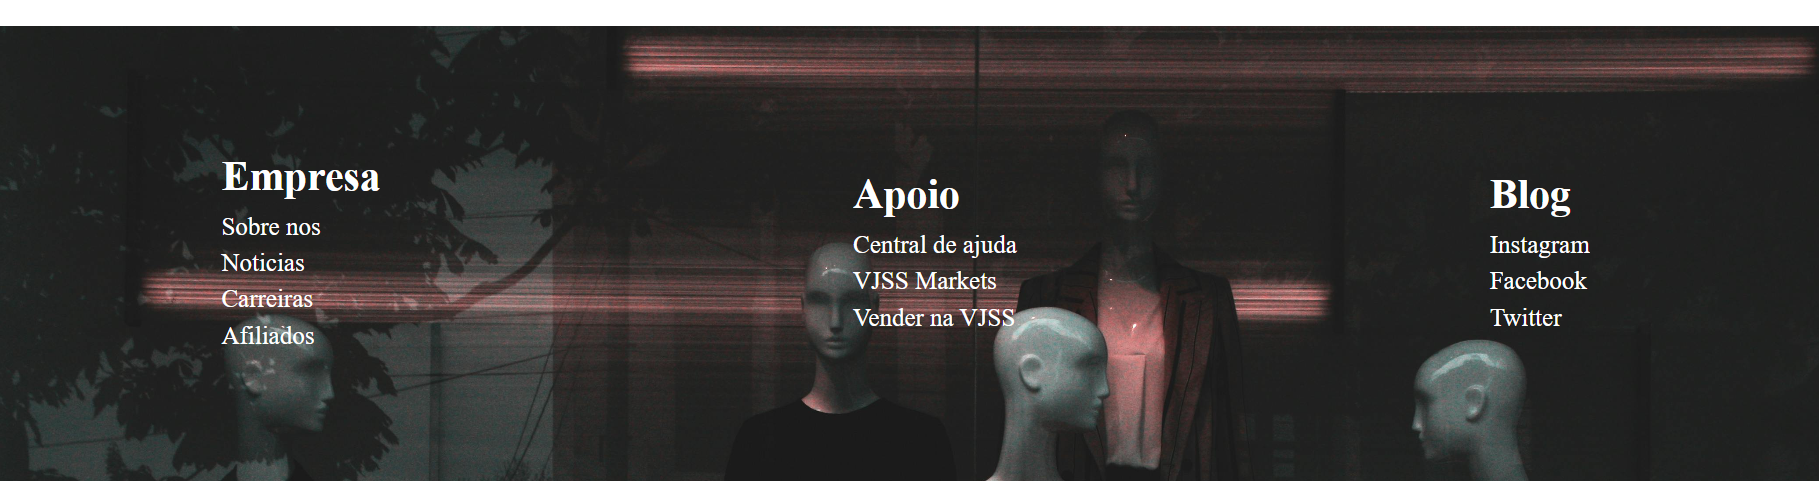 Empresa
Sobre nos
Noticias
Carreiras
Afiliados
Apoio
Central de ajuda
VJSS Markets
Vender na VJSS
Blog
Instagram
Facebook
Twitter